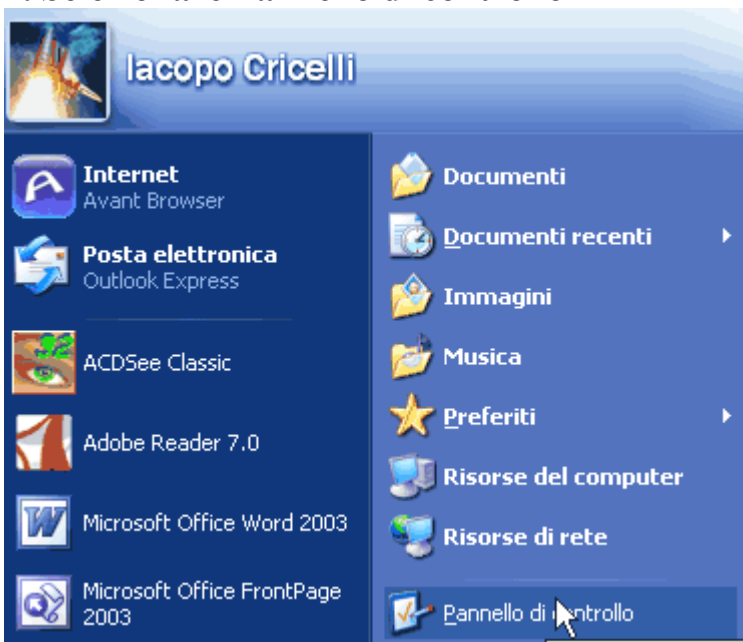 Iacopo Cricelli
Internet
Avant Browser
Posta elettronica
Outlook Express
ACDSee Classic
Adobe Reader 7.0
Microsoft Office Word 2003
Microsoft Office FrontPage
2003
Documenti
Documenti recenti
Immagini
Musica
Preferiti
Risorse del computer
Risorse di rete
Pannello di controllo